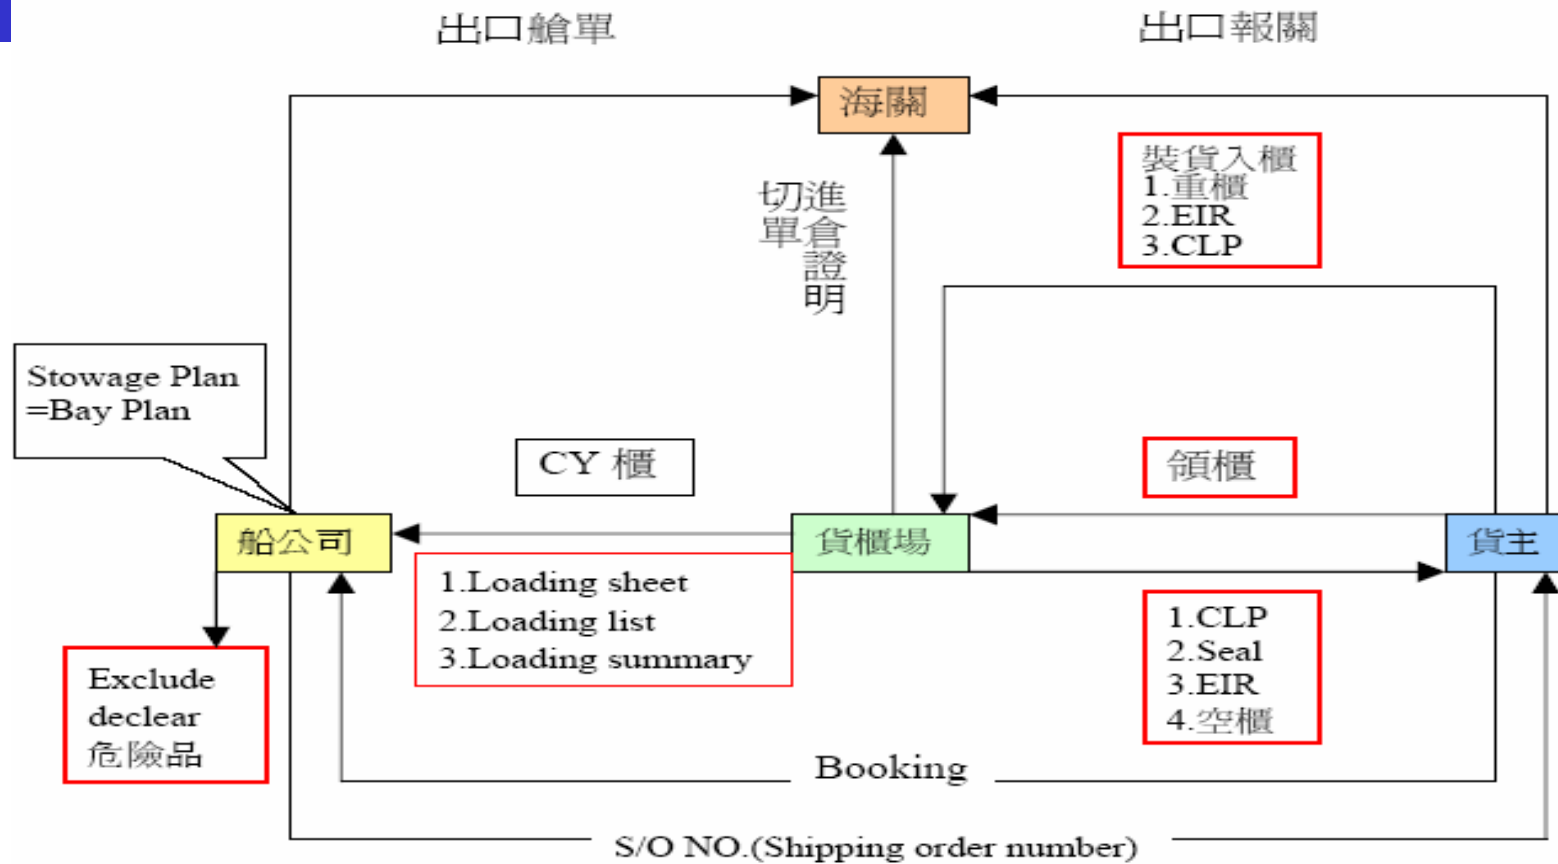 出口艙單
出口報關
海關
裝貨入櫃
1.重櫃
2.EIR
3.CLP
進倉證明
切單
Stowage Plan
=Bay Plan
CY 櫃
領櫃
船公司
貨櫃場
貨主
1.Loading sheet
2.Loading list
3.Loading summary
1.CLP
2.Seal
3.EIR
4.空櫃
Exclude
declear
危險品
Booking
S/O NO.(Shipping order number)